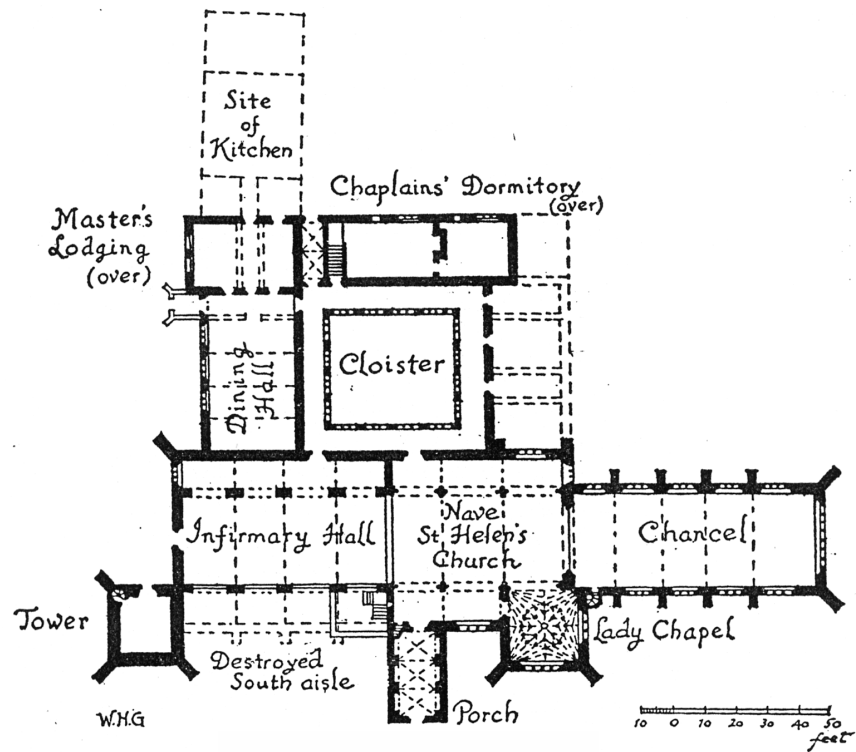 Site
of
Kitchen
Chaplains' Dormitory
(over)
Master's
Lodging
(over)
Dining
Hall
Cloister
Infirmary Hall
Nave
St Helen's
Church
Chancel
Tower
Lady Chapel
Destroyed
South aisle
W.H.G
Porch
10 0 10 20 30 40 50
feet